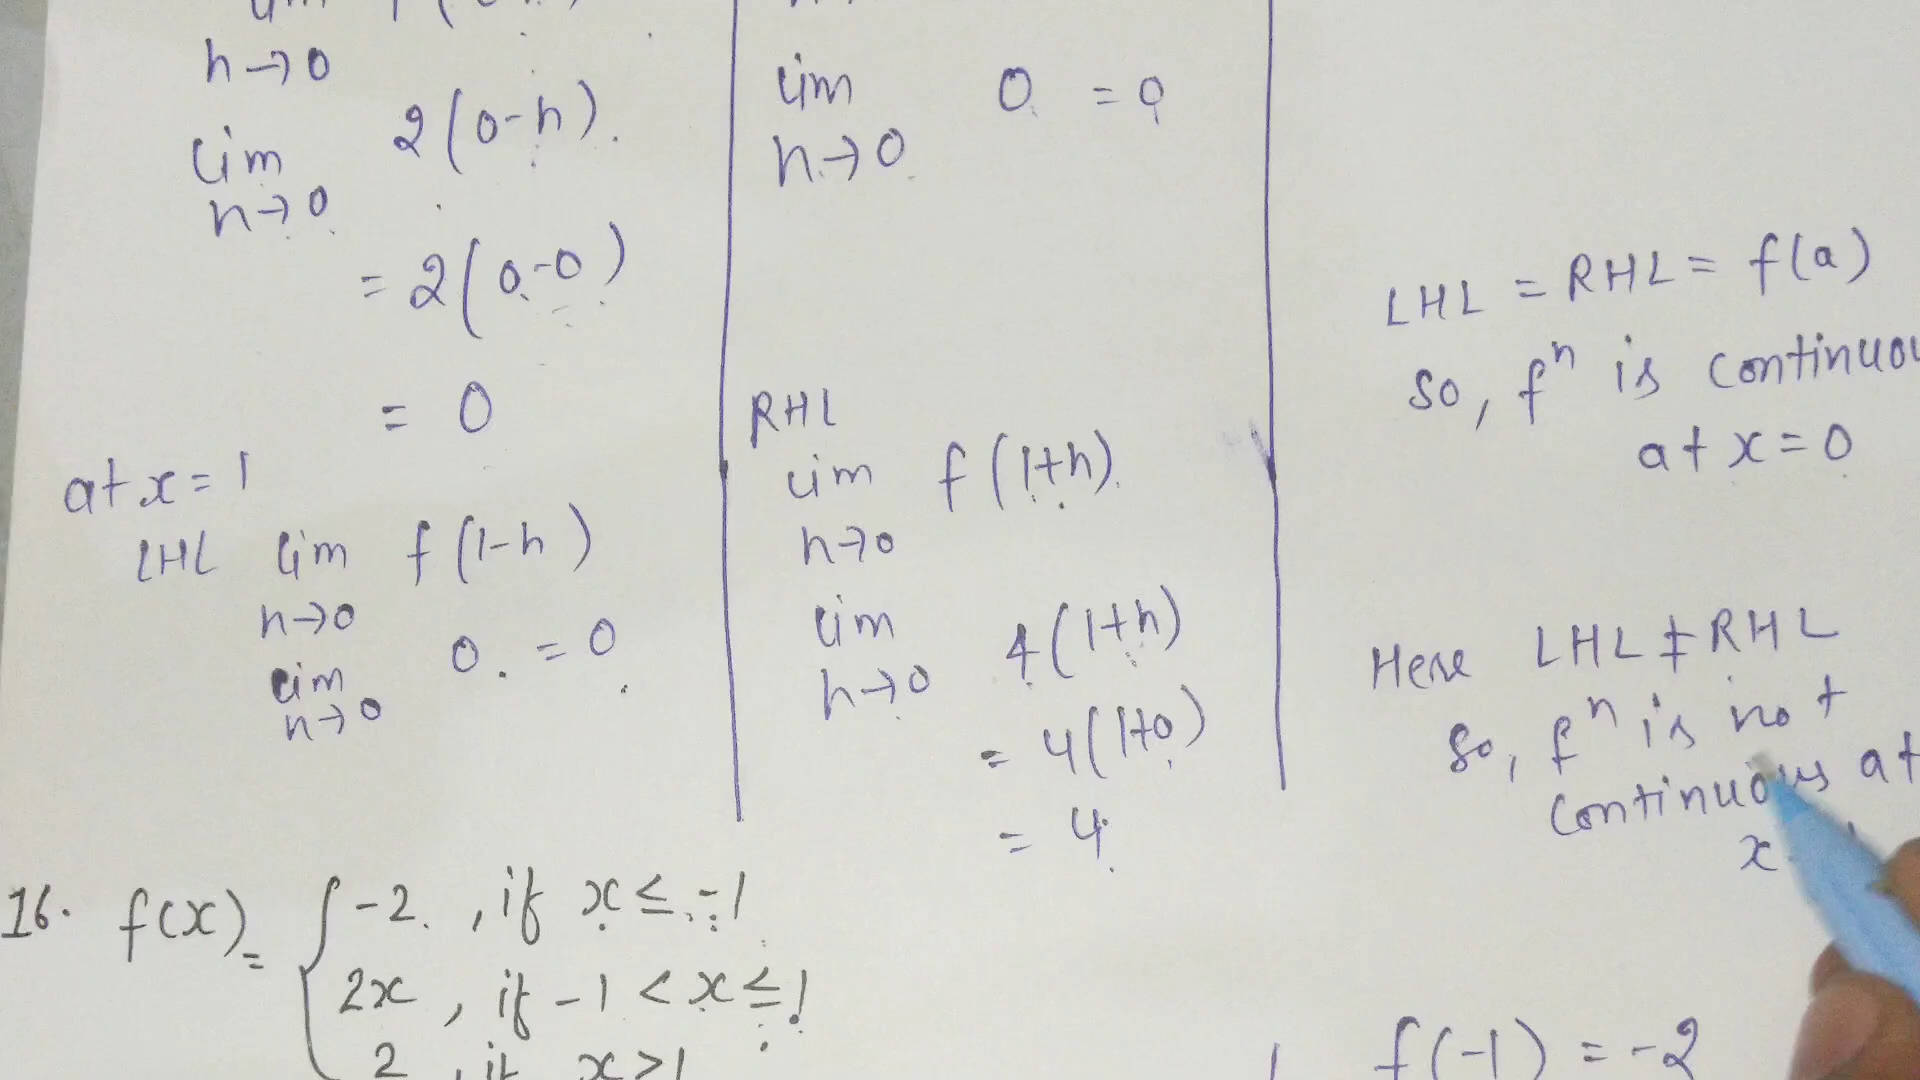 h→0
lim 2(0-h)
h→0
= 2(0-0)
= 0
lim 0 = 0
h→0
LHL = RHL = f(a)
So, fⁿ is
at x=0
at x=1
LHL lim f(1-h)
h→0
lim 0 = 0
h→0
RHL
lim f(1+h)
h→0
lim 4(1+h)
h→0
= 4(1+0)
= 4
Here LHL ≠ RHL
So, fⁿ is not
continuous at
x
16. f(x) = { -2, if x ≤ -1
2x, if -1 < x ≤ 1
2, if x > 1
f(-1) = -2